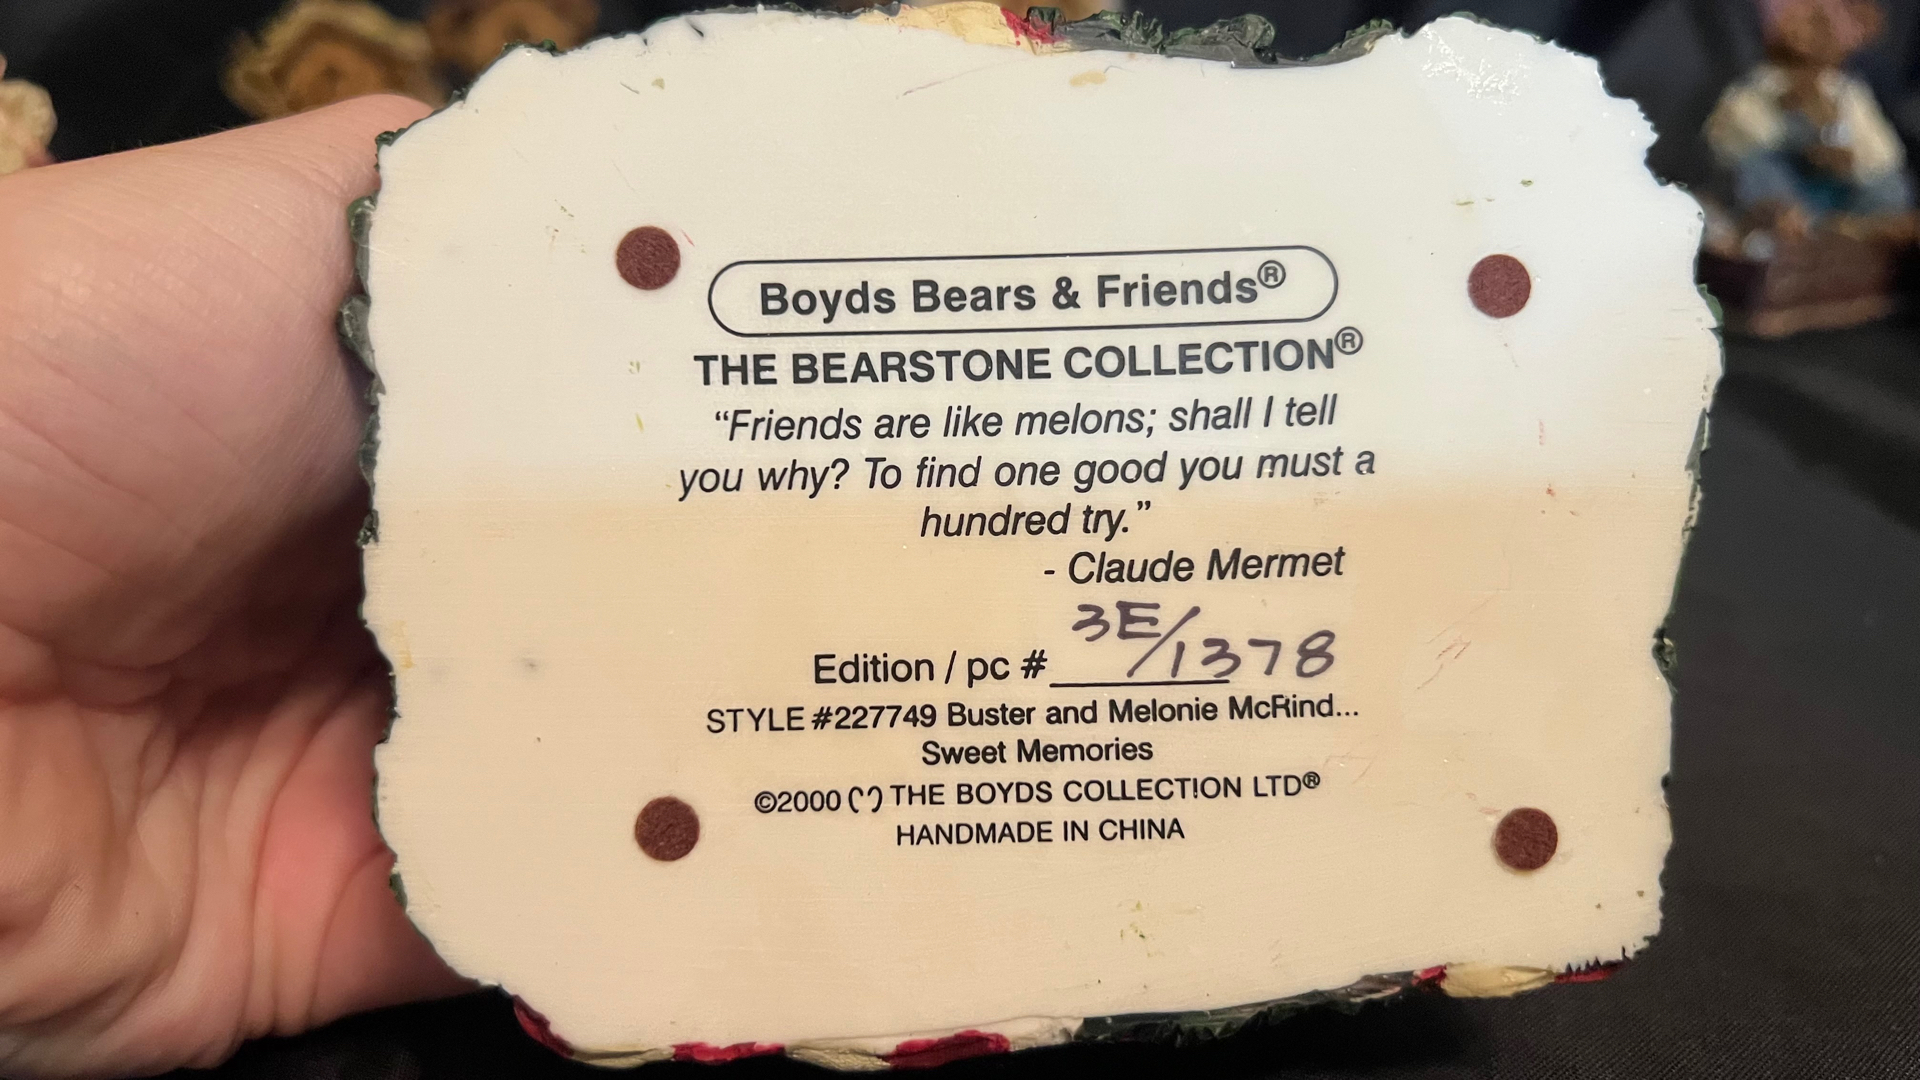 Boyds Bears & Friends®
THE BEARSTONE COLLECTION®
“Friends are like melons; shall I tell
you why? To find one good you must a
hundred try.”
- Claude Mermet
Edition / pc # 3E/1378
STYLE #227749 Buster and Melonie McRind...
Sweet Memories
©2000 (") THE BOYDS COLLECTION LTD®
HANDMADE IN CHINA